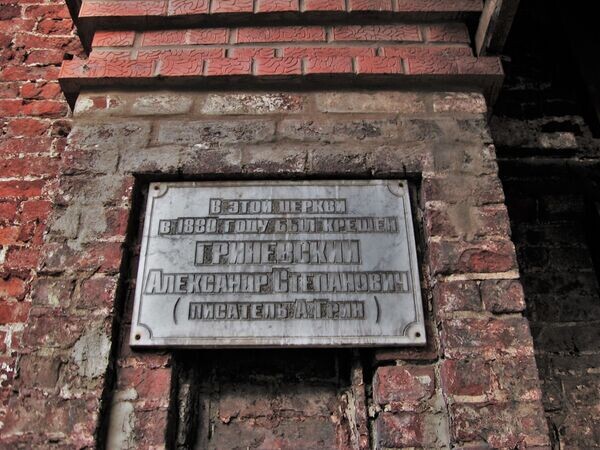 В ЭТОЙ ЦЕРКВИ
В 1880 ГОДУ БЫЛ КРЕЩЕН
ГРИНЕВСКИЙ
АЛЕКСАНДР СТЕПАНОВИЧ
( ПИСАТЕЛЬ А.ГРИН )